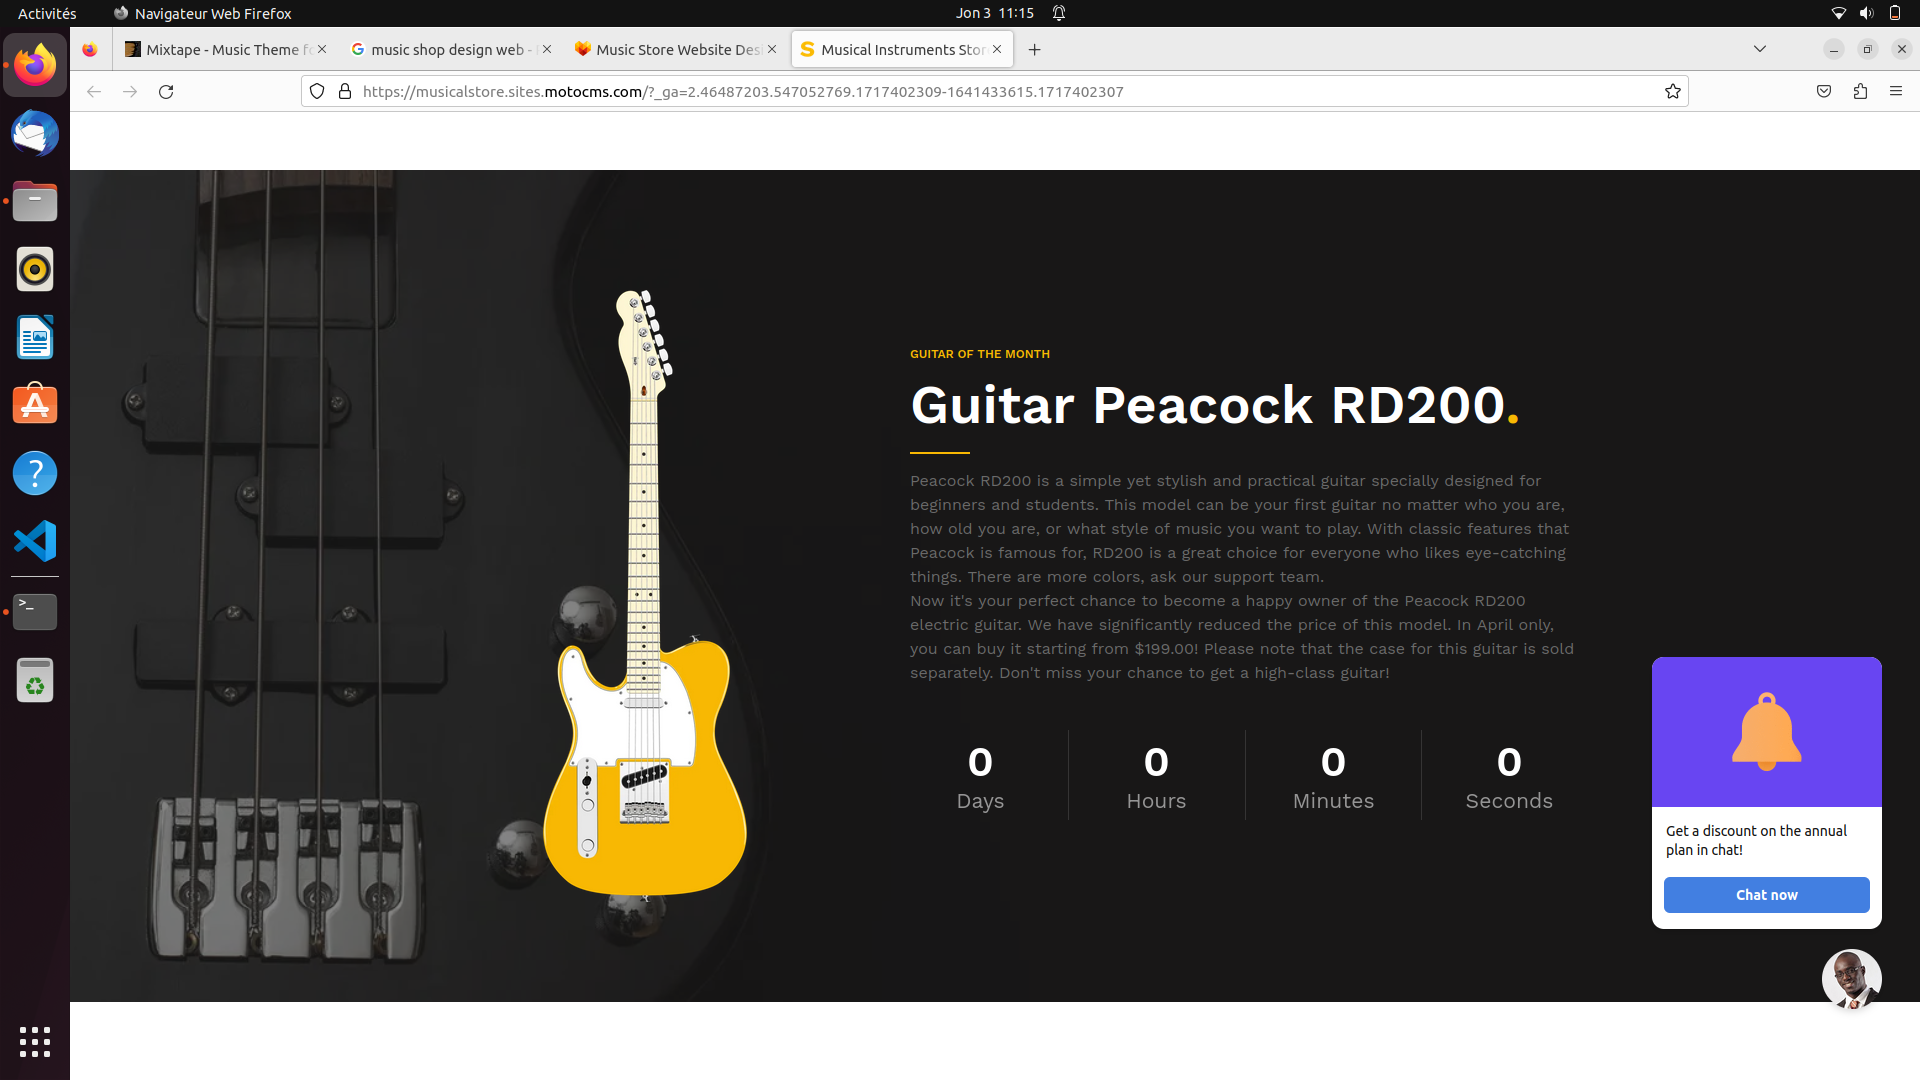 Activités
Navigateur Web Firefox
Jon 3 11:15
Mixtape - Music Theme fo
music shop design web -
Music Store Website Des
Musical Instruments Stor
https://musicalstore.sites.motocms.com/?_ga=2.46487203.547052769.1717402309-1641433615.1717402307
GUITAR OF THE MONTH
Guitar Peacock RD200.
Peacock RD200 is a simple yet stylish and practical guitar specially designed for
beginners and students. This model can be your first guitar no matter who you are,
how old you are, or what style of music you want to play. With classic features that
Peacock is famous for, RD200 is a great choice for everyone who likes eye-catching
things. There are more colors, ask our support team.
Now it's your perfect chance to become a happy owner of the Peacock RD200
electric guitar. We have significantly reduced the price of this model. In April only,
you can buy it starting from $199.00! Please note that the case for this guitar is sold
separately. Don't miss your chance to get a high-class guitar!
0 0 0 0
Days Hours Minutes Seconds
Get a discount on the annual
plan in chat!
Chat now